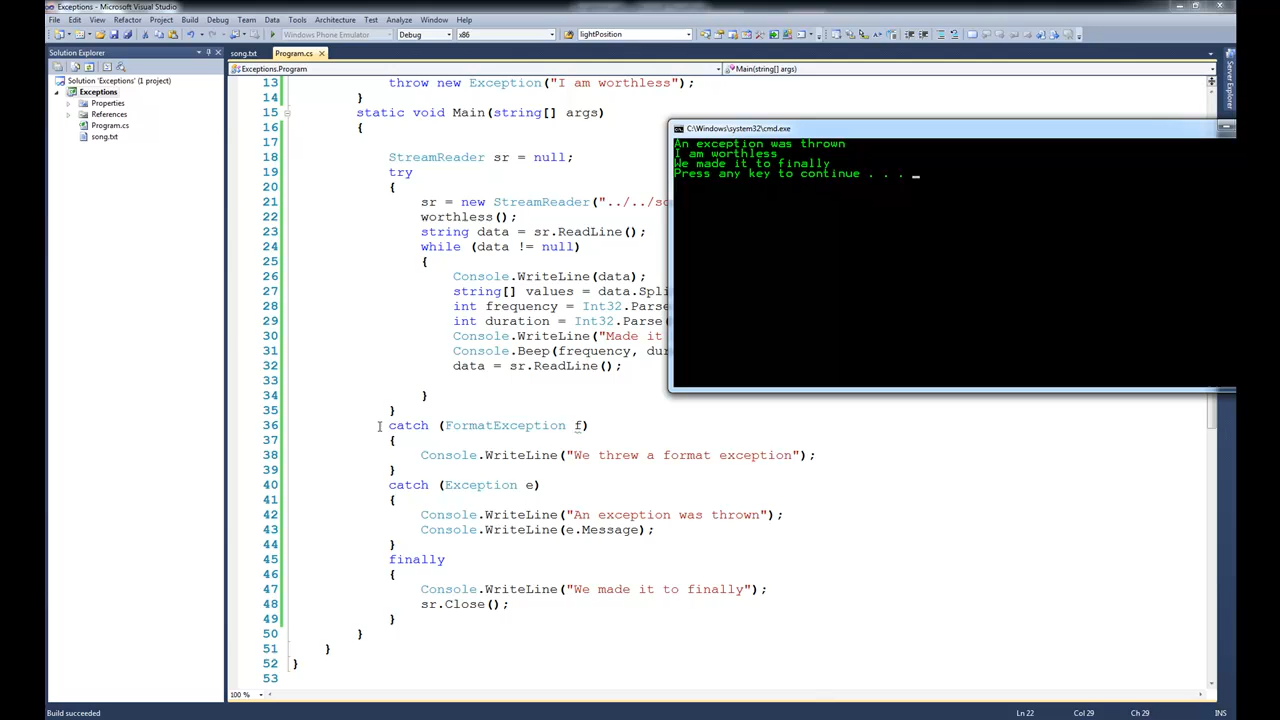 Exceptions - Microsoft Visual Studio
File Edit View Refactor Project Build Debug Team Data Tools Architecture Test Analyze Window Help
Windows Phone Emulator Debug x86 lightPosition
Solution Explorer
song.txt Program.cs
Exceptions.Program Main(string[] args)
Solution 'Exceptions' (1 project)
Exceptions
Properties
References
Program.cs
song.txt
Server Explorer
13 throw new Exception("I am worthless");
14 }
15 static void Main(string[] args)
16 {
17
18 StreamReader sr = null;
19 try
20 {
21 sr = new StreamReader("../../so
22 worthless();
23 string data = sr.ReadLine();
24 while (data != null)
25 {
26 Console.WriteLine(data);
27 string[] values = data.Spli
28 int frequency = Int32.Parse
29 int duration = Int32.Parse(
30 Console.WriteLine("Made it
31 Console.Beep(frequency, dur
32 data = sr.ReadLine();
33
34 }
35 }
36 catch (FormatException f)
37 {
38 Console.WriteLine("We threw a format exception");
39 }
40 catch (Exception e)
41 {
42 Console.WriteLine("An exception was thrown");
43 Console.WriteLine(e.Message);
44 }
45 finally
46 {
47 Console.WriteLine("We made it to finally");
48 sr.Close();
49 }
50 }
51 }
52 }
53
C:\Windows\system32\cmd.exe
An exception was thrown
I am worthless
We made it to finally
Press any key to continue . . . _
100 %
Build succeeded Ln 22 Col 29 Ch 29 INS